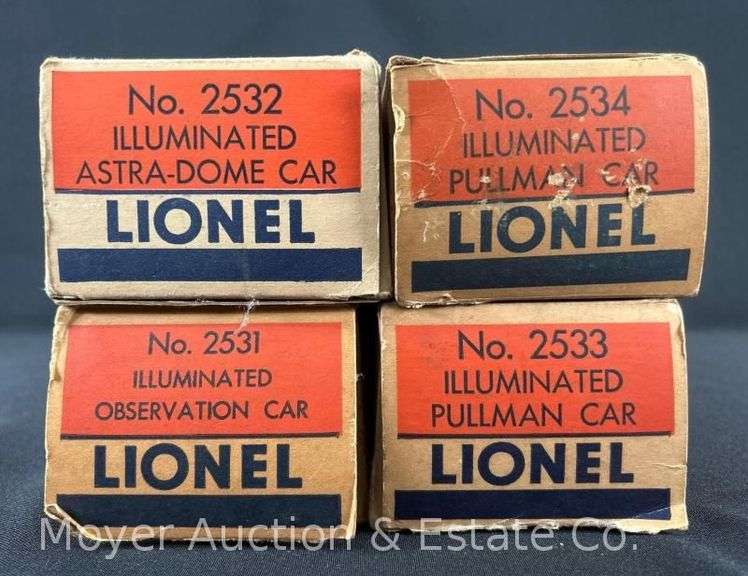 No. 2532
ILLUMINATED
ASTRA-DOME CAR
LIONEL
No. 2534
ILLUMINATED
PULLMAN CAR
LIONEL
No. 2531
ILLUMINATED
OBSERVATION CAR
LIONEL
No. 2533
ILLUMINATED
PULLMAN CAR
LIONEL
Moyer Auction & Estate Co.